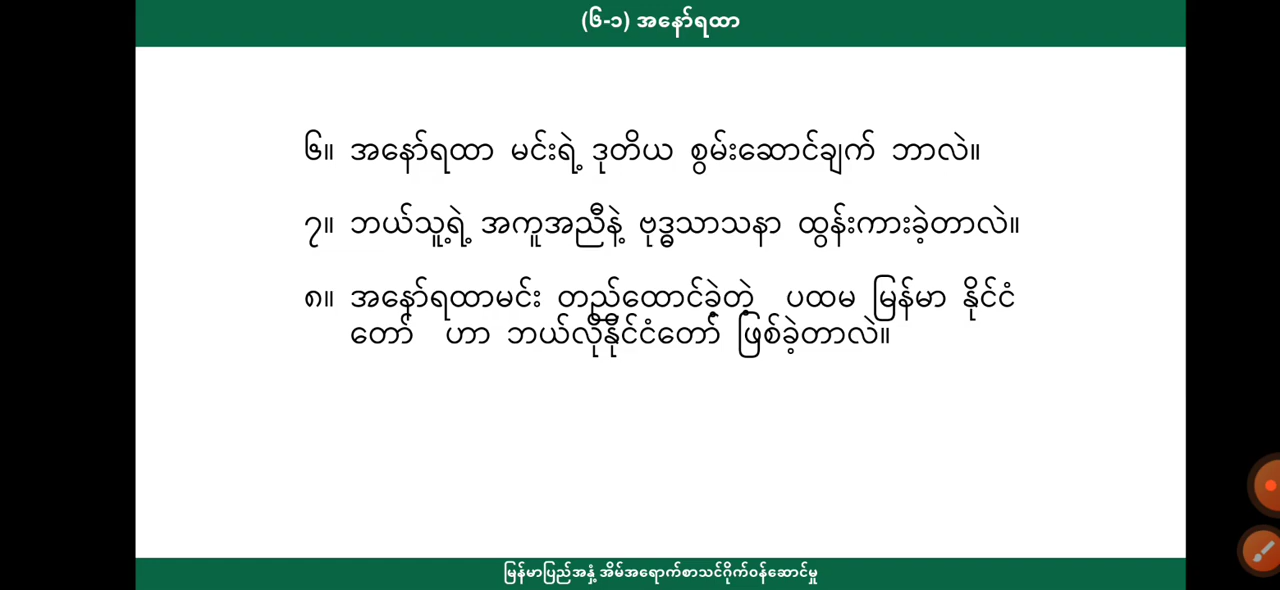 (၆-၁) အနော်ရထာ
၆။ အနော်ရထာ မင်းရဲ့ ဒုတိယ စွမ်းဆောင်ချက် ဘာလဲ။
၇။ ဘယ်သူ့ရဲ့ အကူအညီနဲ့ ဗုဒ္ဓသာသနာ ထွန်းကားခဲ့တာလဲ။
၈။ အနော်ရထာမင်း တည်ထောင်ခဲ့တဲ့ ပထမ မြန်မာ နိုင်ငံ
တော် ဟာ ဘယ်လိုနိုင်ငံတော် ဖြစ်ခဲ့တာလဲ။
မြန်မာပြည်အနှံ့ အိမ်အရောက်စာသင်ဂိုက်ဝန်ဆောင်မှု